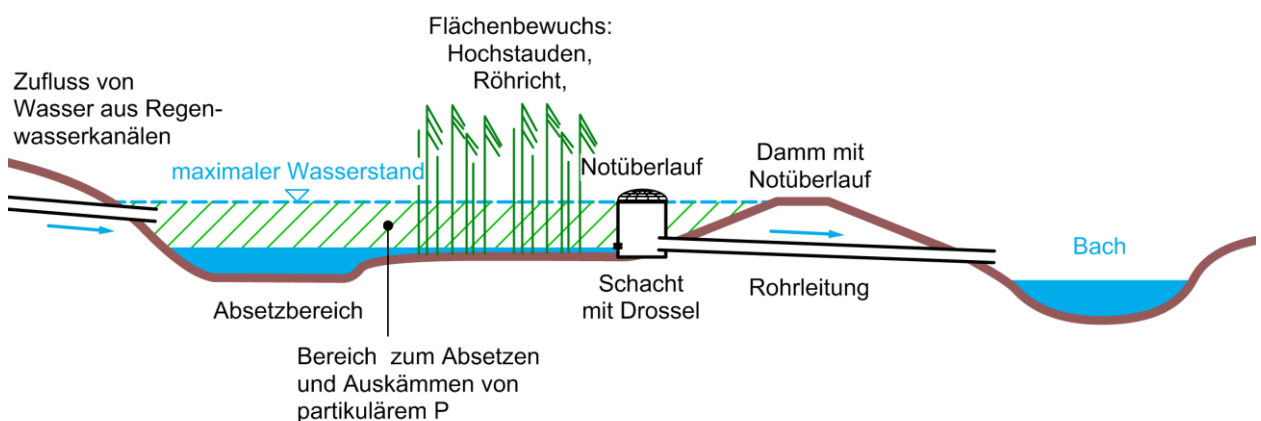 Flächenbewuchs:
Hochstauden,
Röhricht,
Zufluss von
Wasser aus Regen-
wasserkanälen
maximaler Wasserstand
Notüberlauf
Damm mit
Notüberlauf
Bach
Absetzbereich
Schacht
mit Drossel
Rohrleitung
Bereich zum Absetzen
und Auskämmen von
partikulärem P